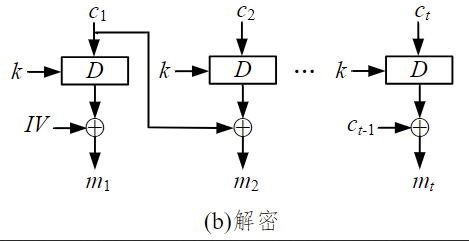 c₁ c₂ cₜ
k D k D ··· k D
IV cₜ₋₁
m₁ m₂ mₜ
(b)解密